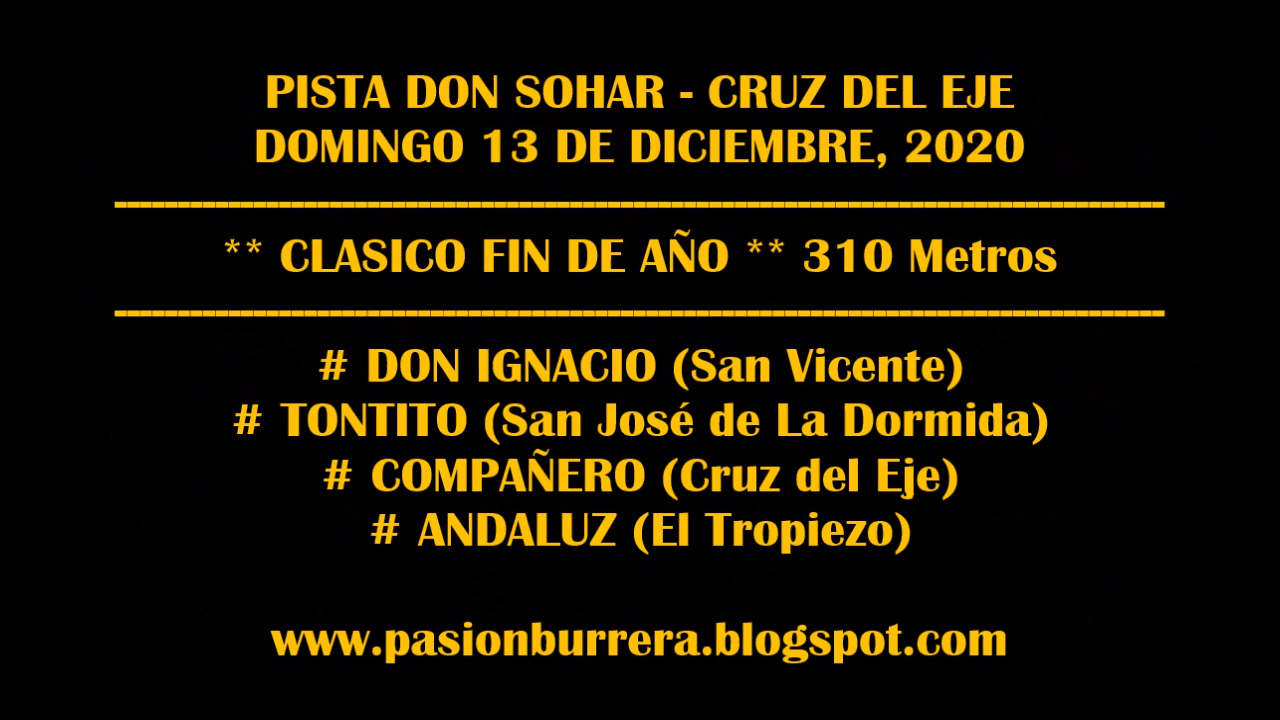 PISTA DON SOHAR - CRUZ DEL EJE
DOMINGO 13 DE DICIEMBRE, 2020
** CLASICO FIN DE AÑO ** 310 Metros
# DON IGNACIO (San Vicente)
# TONTITO (San José de La Dormida)
# COMPAÑERO (Cruz del Eje)
# ANDALUZ (El Tropiezo)
www.pasionburrera.blogspot.com